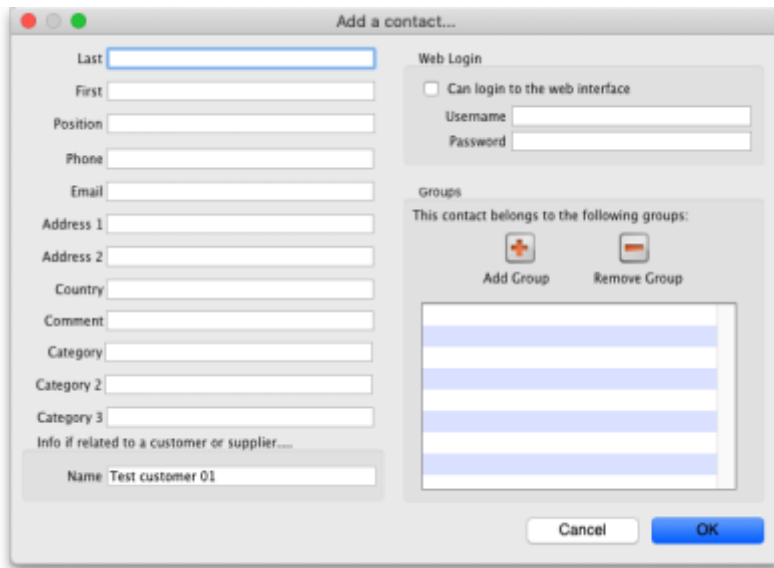 Add a contact...
Last
First
Position
Phone
Email
Address 1
Address 2
Country
Comment
Category
Category 2
Category 3
Info if related to a customer or supplier....
Name Test customer 01
Web Login
Can login to the web interface
Username
Password
Groups
This contact belongs to the following groups:
Add Group Remove Group
Cancel OK